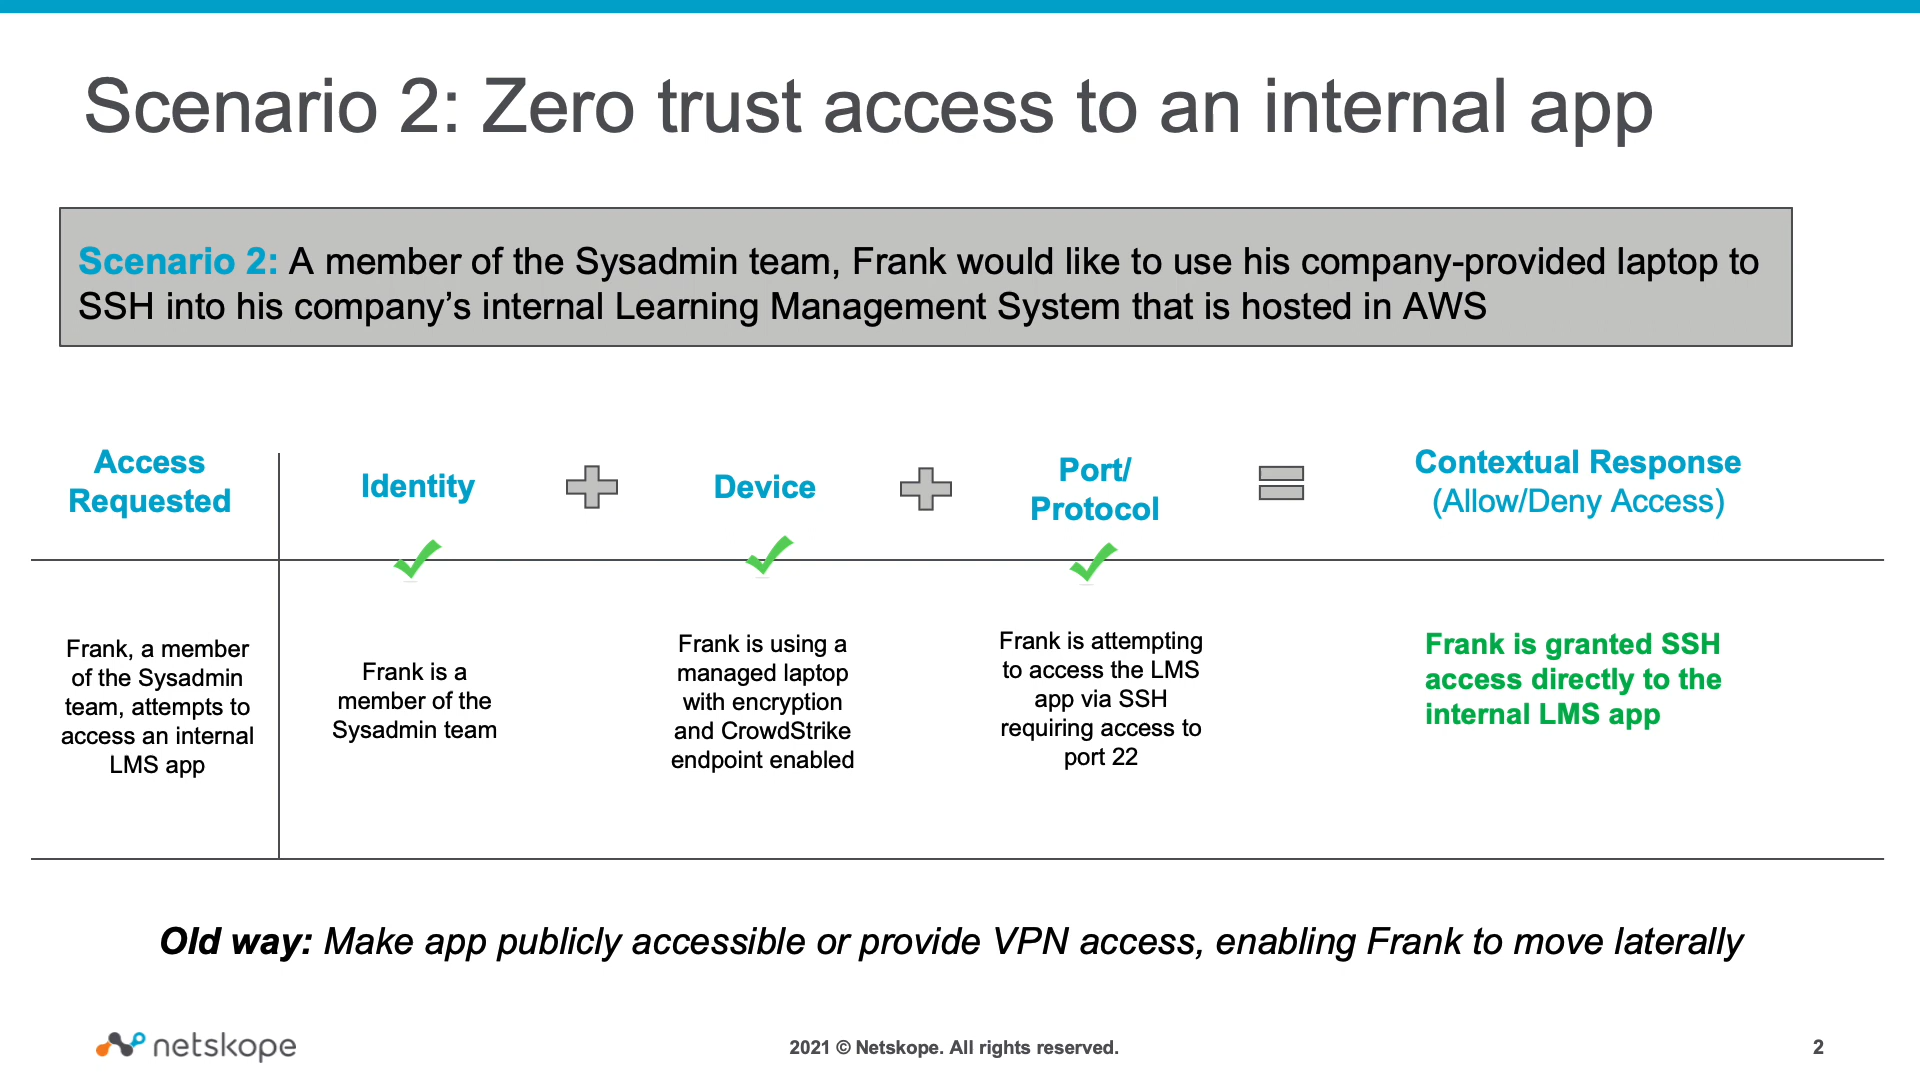 Scenario 2: Zero trust access to an internal app
Scenario 2: A member of the Sysadmin team, Frank would like to use his company-provided laptop to
SSH into his company’s internal Learning Management System that is hosted in AWS
Access
Requested
Identity
Device
Port/
Protocol
Contextual Response
(Allow/Deny Access)
Frank, a member
of the Sysadmin
team, attempts to
access an internal
LMS app
Frank is a
member of the
Sysadmin team
Frank is using a
managed laptop
with encryption
and CrowdStrike
endpoint enabled
Frank is attempting
to access the LMS
app via SSH
requiring access to
port 22
Frank is granted SSH
access directly to the
internal LMS app
Old way: Make app publicly accessible or provide VPN access, enabling Frank to move laterally
netskope
2021 © Netskope. All rights reserved.
2